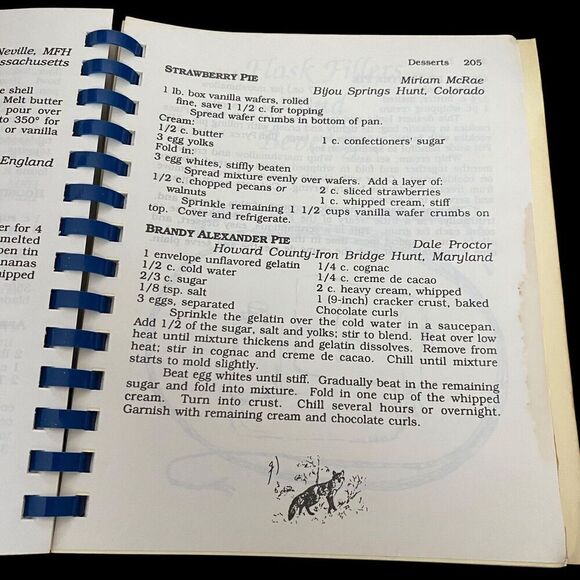 Neville, MFH
ssachusetts
e shell
Melt butter
pour over
to 350° for
or vanilla
England
er for 4
melted
pen tin
ananas
hipped
Desserts 205
STRAWBERRY PIE
Miriam McRae
1 lb. box vanilla wafers, rolled
Bijou Springs Hunt, Colorado
fine, save 1 1/2 c. for topping
Spread wafer crumbs in bottom of pan.
Cream:
1/2 c. butter
1 c. confectioners' sugar
3 egg yolks
Fold in:
3 egg whites, stiffly beaten
Spread mixture evenly over wafers. Add a layer of:
1/2 c. chopped pecans or
2 c. sliced strawberries
walnuts
1 c. whipped cream, stiff
Sprinkle remaining 1 1/2 cups vanilla wafer crumbs on
top. Cover and refrigerate.
BRANDY ALEXANDER PIE
Dale Proctor
Howard County-Iron Bridge Hunt, Maryland
1 envelope unflavored gelatin
1/4 c. cognac
1/2 c. cold water
1/4 c. creme de cacao
2/3 c. sugar
2 c. heavy cream, whipped
1/8 tsp. salt
1 (9-inch) cracker crust, baked
3 eggs, separated
Chocolate curls
Sprinkle the gelatin over the cold water in a saucepan.
Add 1/2 of the sugar, salt and yolks; stir to blend. Heat over low
heat until mixture thickens and gelatin dissolves. Remove from
heat; stir in cognac and creme de cacao. Chill until mixture
starts to mold slightly.
Beat egg whites until stiff. Gradually beat in the remaining
sugar and fold into mixture. Fold in one cup of the whipped
cream. Turn into crust. Chill several hours or overnight.
Garnish with remaining cream and chocolate curls.